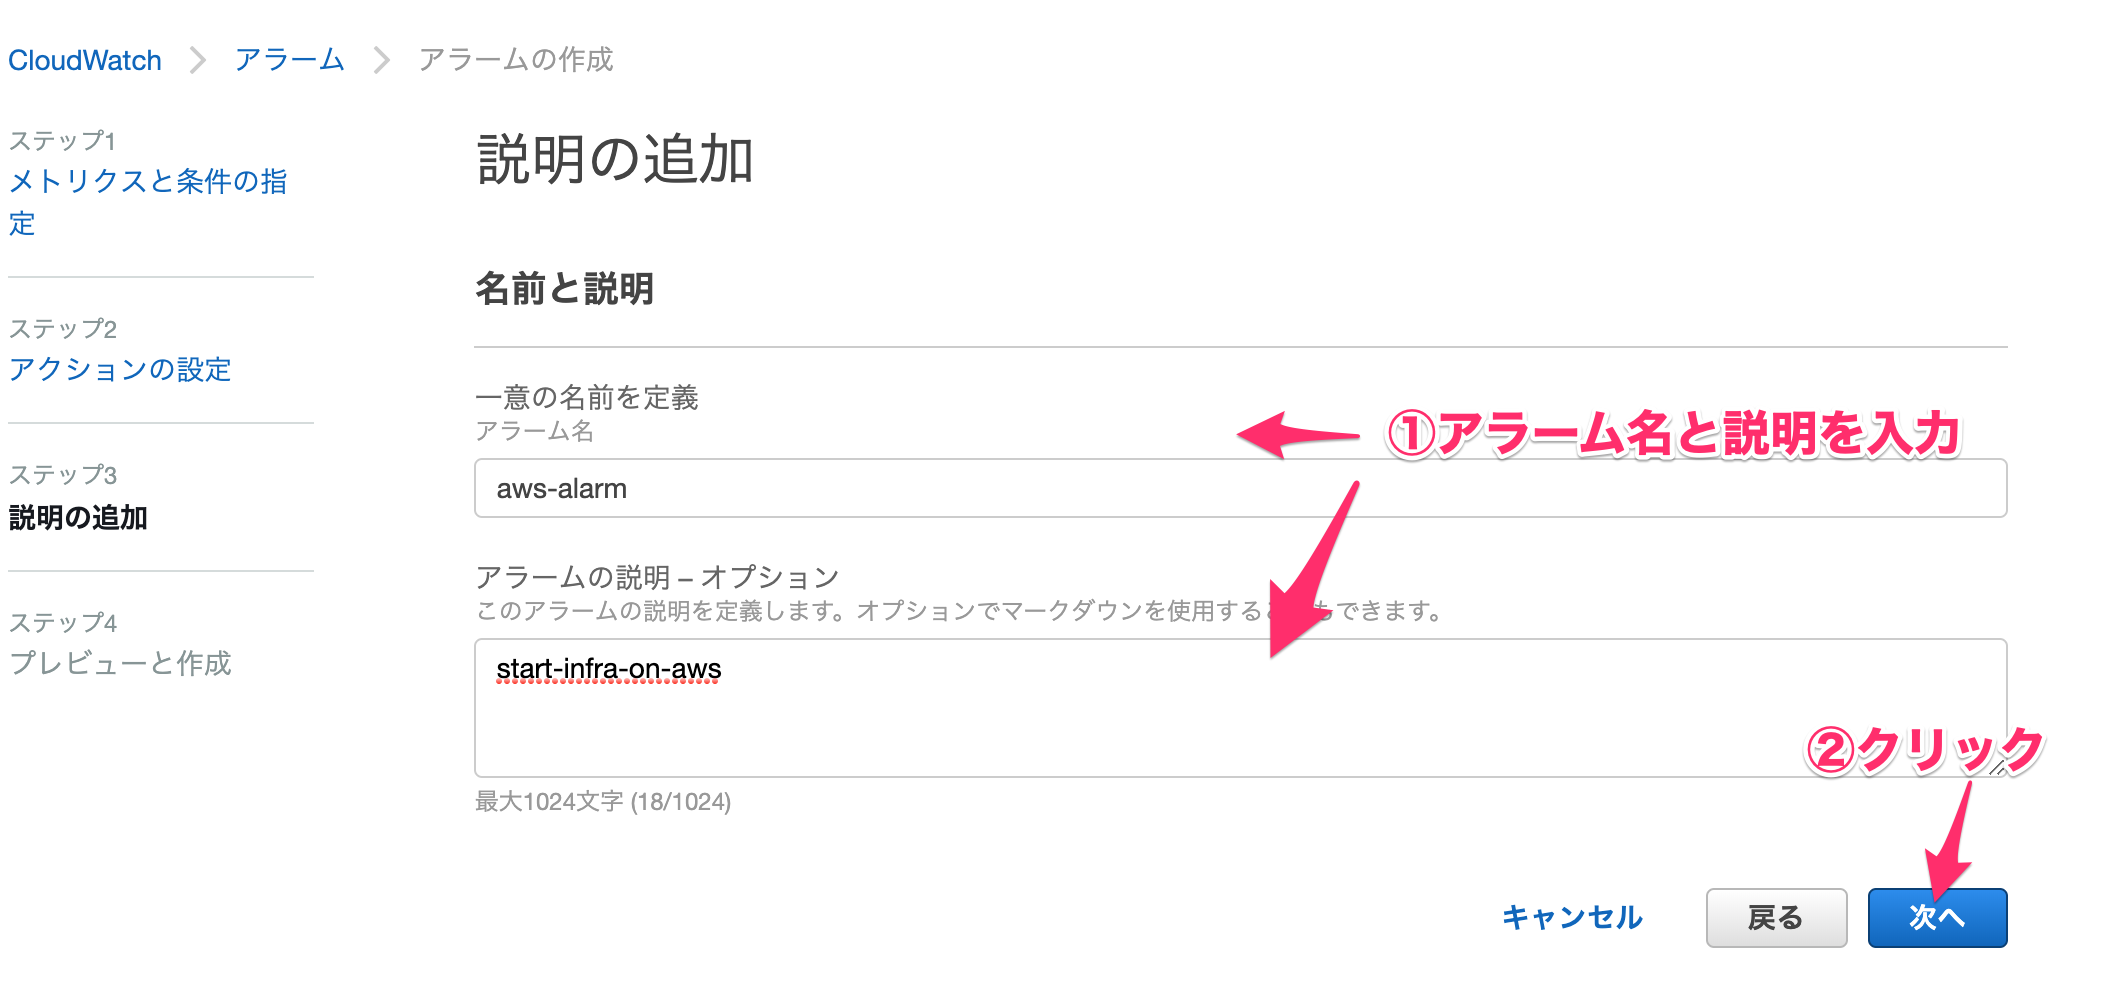 CloudWatch > アラーム > アラームの作成
ステップ1
メトリクスと条件の指
定
ステップ2
アクションの設定
ステップ3
説明の追加
ステップ4
プレビューと作成
説明の追加
名前と説明
一意の名前を定義
アラーム名
①アラーム名と説明を入力
aws-alarm
アラームの説明 – オプション
このアラームの説明を定義します。オプションでマークダウンを使用することもできます。
start-infra-on-aws
②クリック
最大1024文字 (18/1024)
キャンセル
戻る
次へ